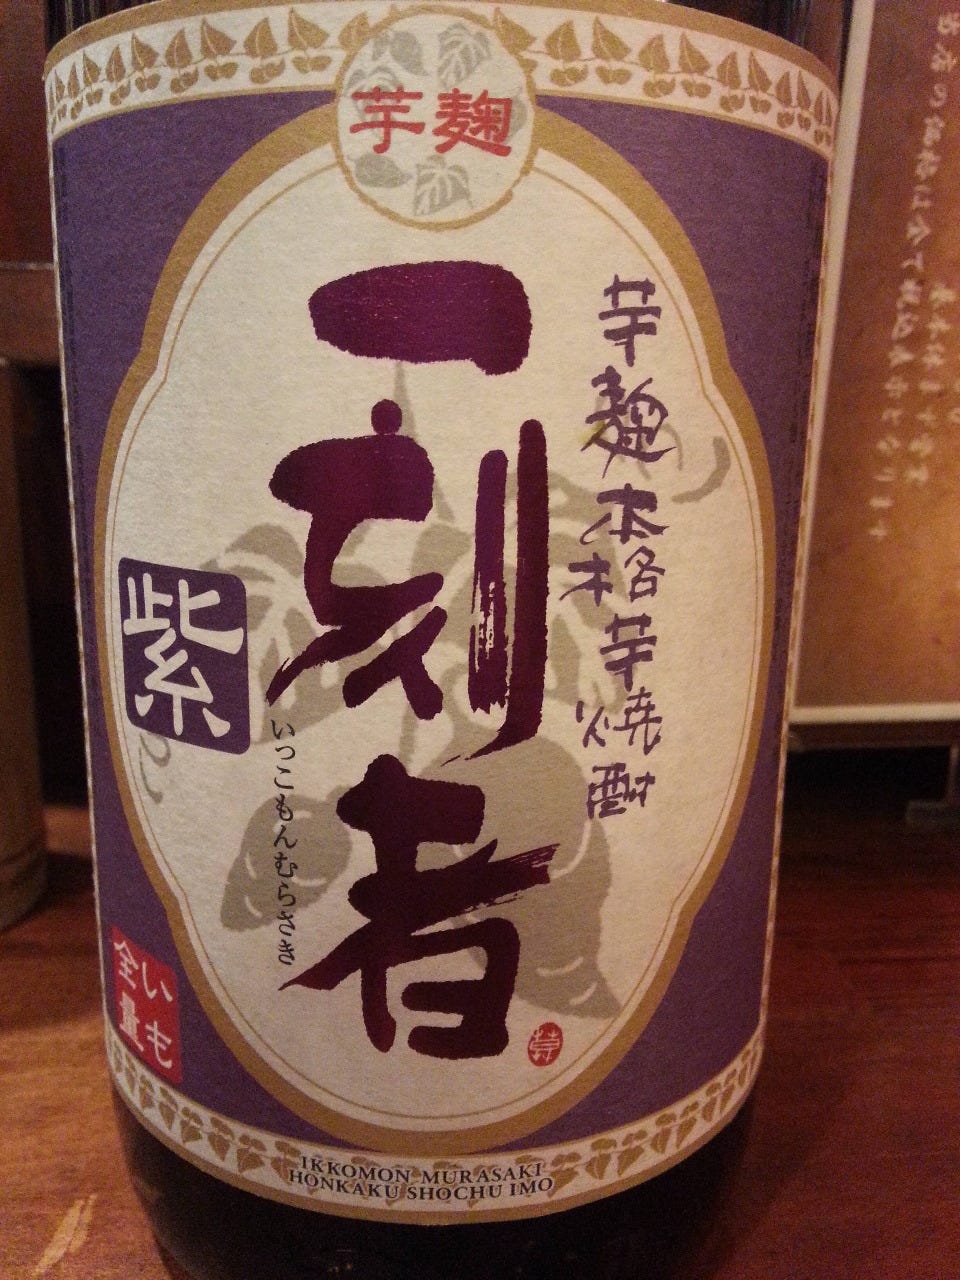 芋麹
芋麹本格芋焼酎
一刻者
紫
いっこもんむらさき
いも
全量
IKKOMON MURASAKI
HONKAKU SHOCHU IMO